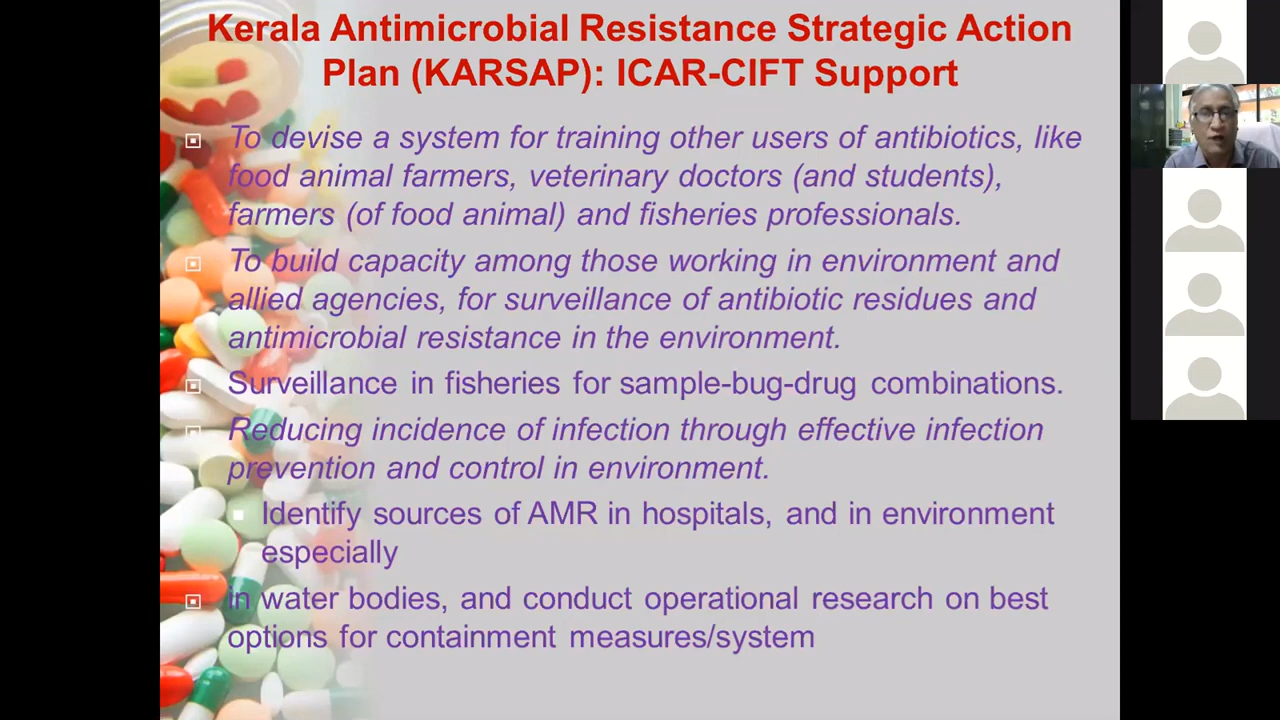 Kerala Antimicrobial Resistance Strategic Action
Plan (KARSAP): ICAR-CIFT Support
To devise a system for training other users of antibiotics, like
food animal farmers, veterinary doctors (and students),
farmers (of food animal) and fisheries professionals.
To build capacity among those working in environment and
allied agencies, for surveillance of antibiotic residues and
antimicrobial resistance in the environment.
Surveillance in fisheries for sample-bug-drug combinations.
Reducing incidence of infection through effective infection
prevention and control in environment.
Identify sources of AMR in hospitals, and in environment
especially
in water bodies, and conduct operational research on best
options for containment measures/system